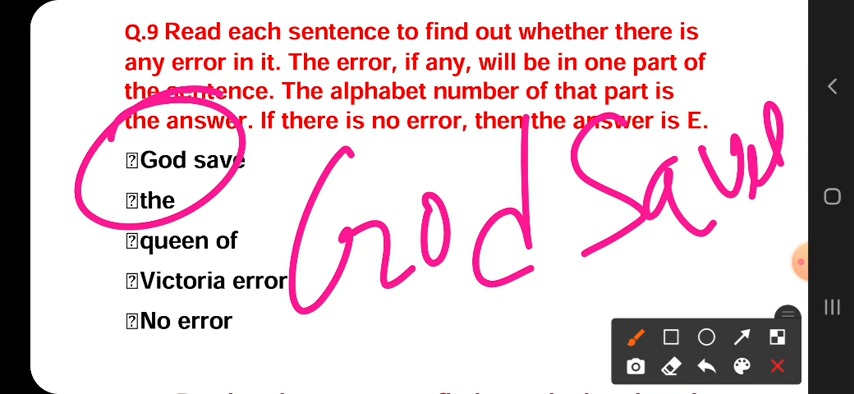 Q.9 Read each sentence to find out whether there is
any error in it. The error, if any, will be in one part of
the sentence. The alphabet number of that part is
the answer. If there is no error, then the answer is E.
God save
the
queen of
Victoria error
No error
God save